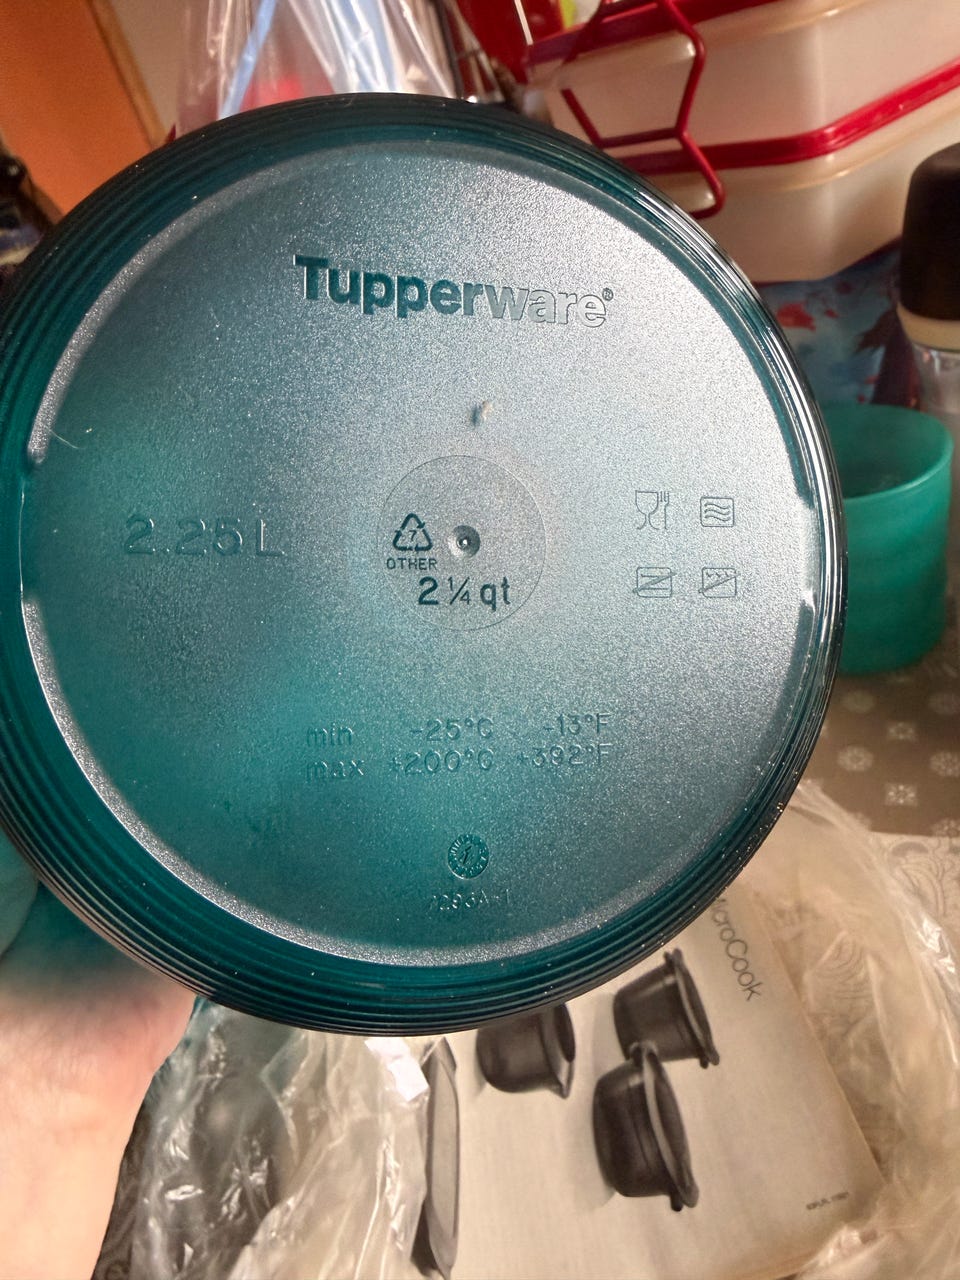 Tupperware®
2.25L
7
OTHER
2 ¼ qt
min -25°C -13°F
max +200°C +392°F
MicroCook